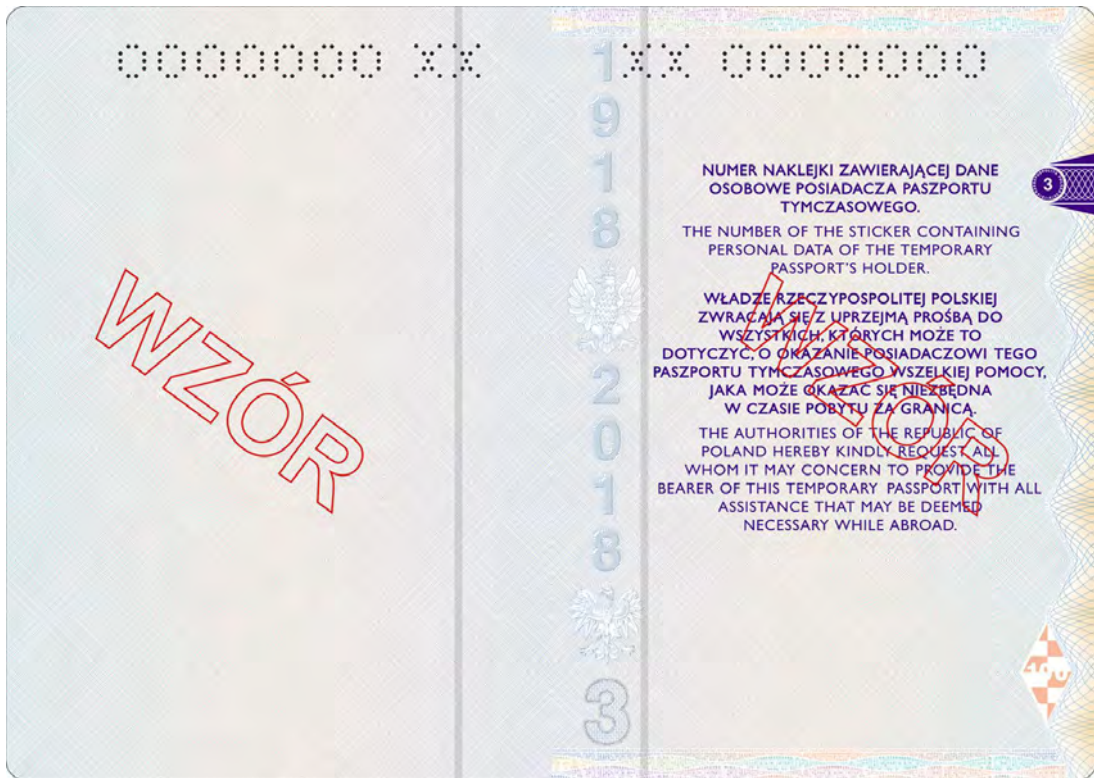 0000000 XX
XX 0000000
1918
2018
3
NUMER NAKLEJKI ZAWIERAJĄCEJ DANE
OSOBOWE POSIADACZA PASZPORTU
TYMCZASOWEGO.
THE NUMBER OF THE STICKER CONTAINING
PERSONAL DATA OF THE TEMPORARY
PASSPORT'S HOLDER.
WŁADZE RZECZYPOSPOLITEJ POLSKIEJ
ZWRACAJĄ SIĘ Z UPRZEJMĄ PROŚBĄ DO
WSZYSTKICH, KTÓRYCH MOŻE TO
DOTYCZYĆ, O OKAZANIE POSIADACZOWI TEGO
PASZPORTU TYMCZASOWEGO WSZELKIEJ POMOCY,
JAKA MOŻE OKAZAĆ SIĘ NIEZBĘDNA
W CZASIE POBYTU ZA GRANICĄ.
THE AUTHORITIES OF THE REPUBLIC OF
POLAND HEREBY KINDLY REQUEST ALL
WHOM IT MAY CONCERN TO PROVIDE THE
BEARER OF THIS TEMPORARY PASSPORT WITH ALL
ASSISTANCE THAT MAY BE DEEMED
NECESSARY WHILE ABROAD.
WZÓR
WZÓR
100
3